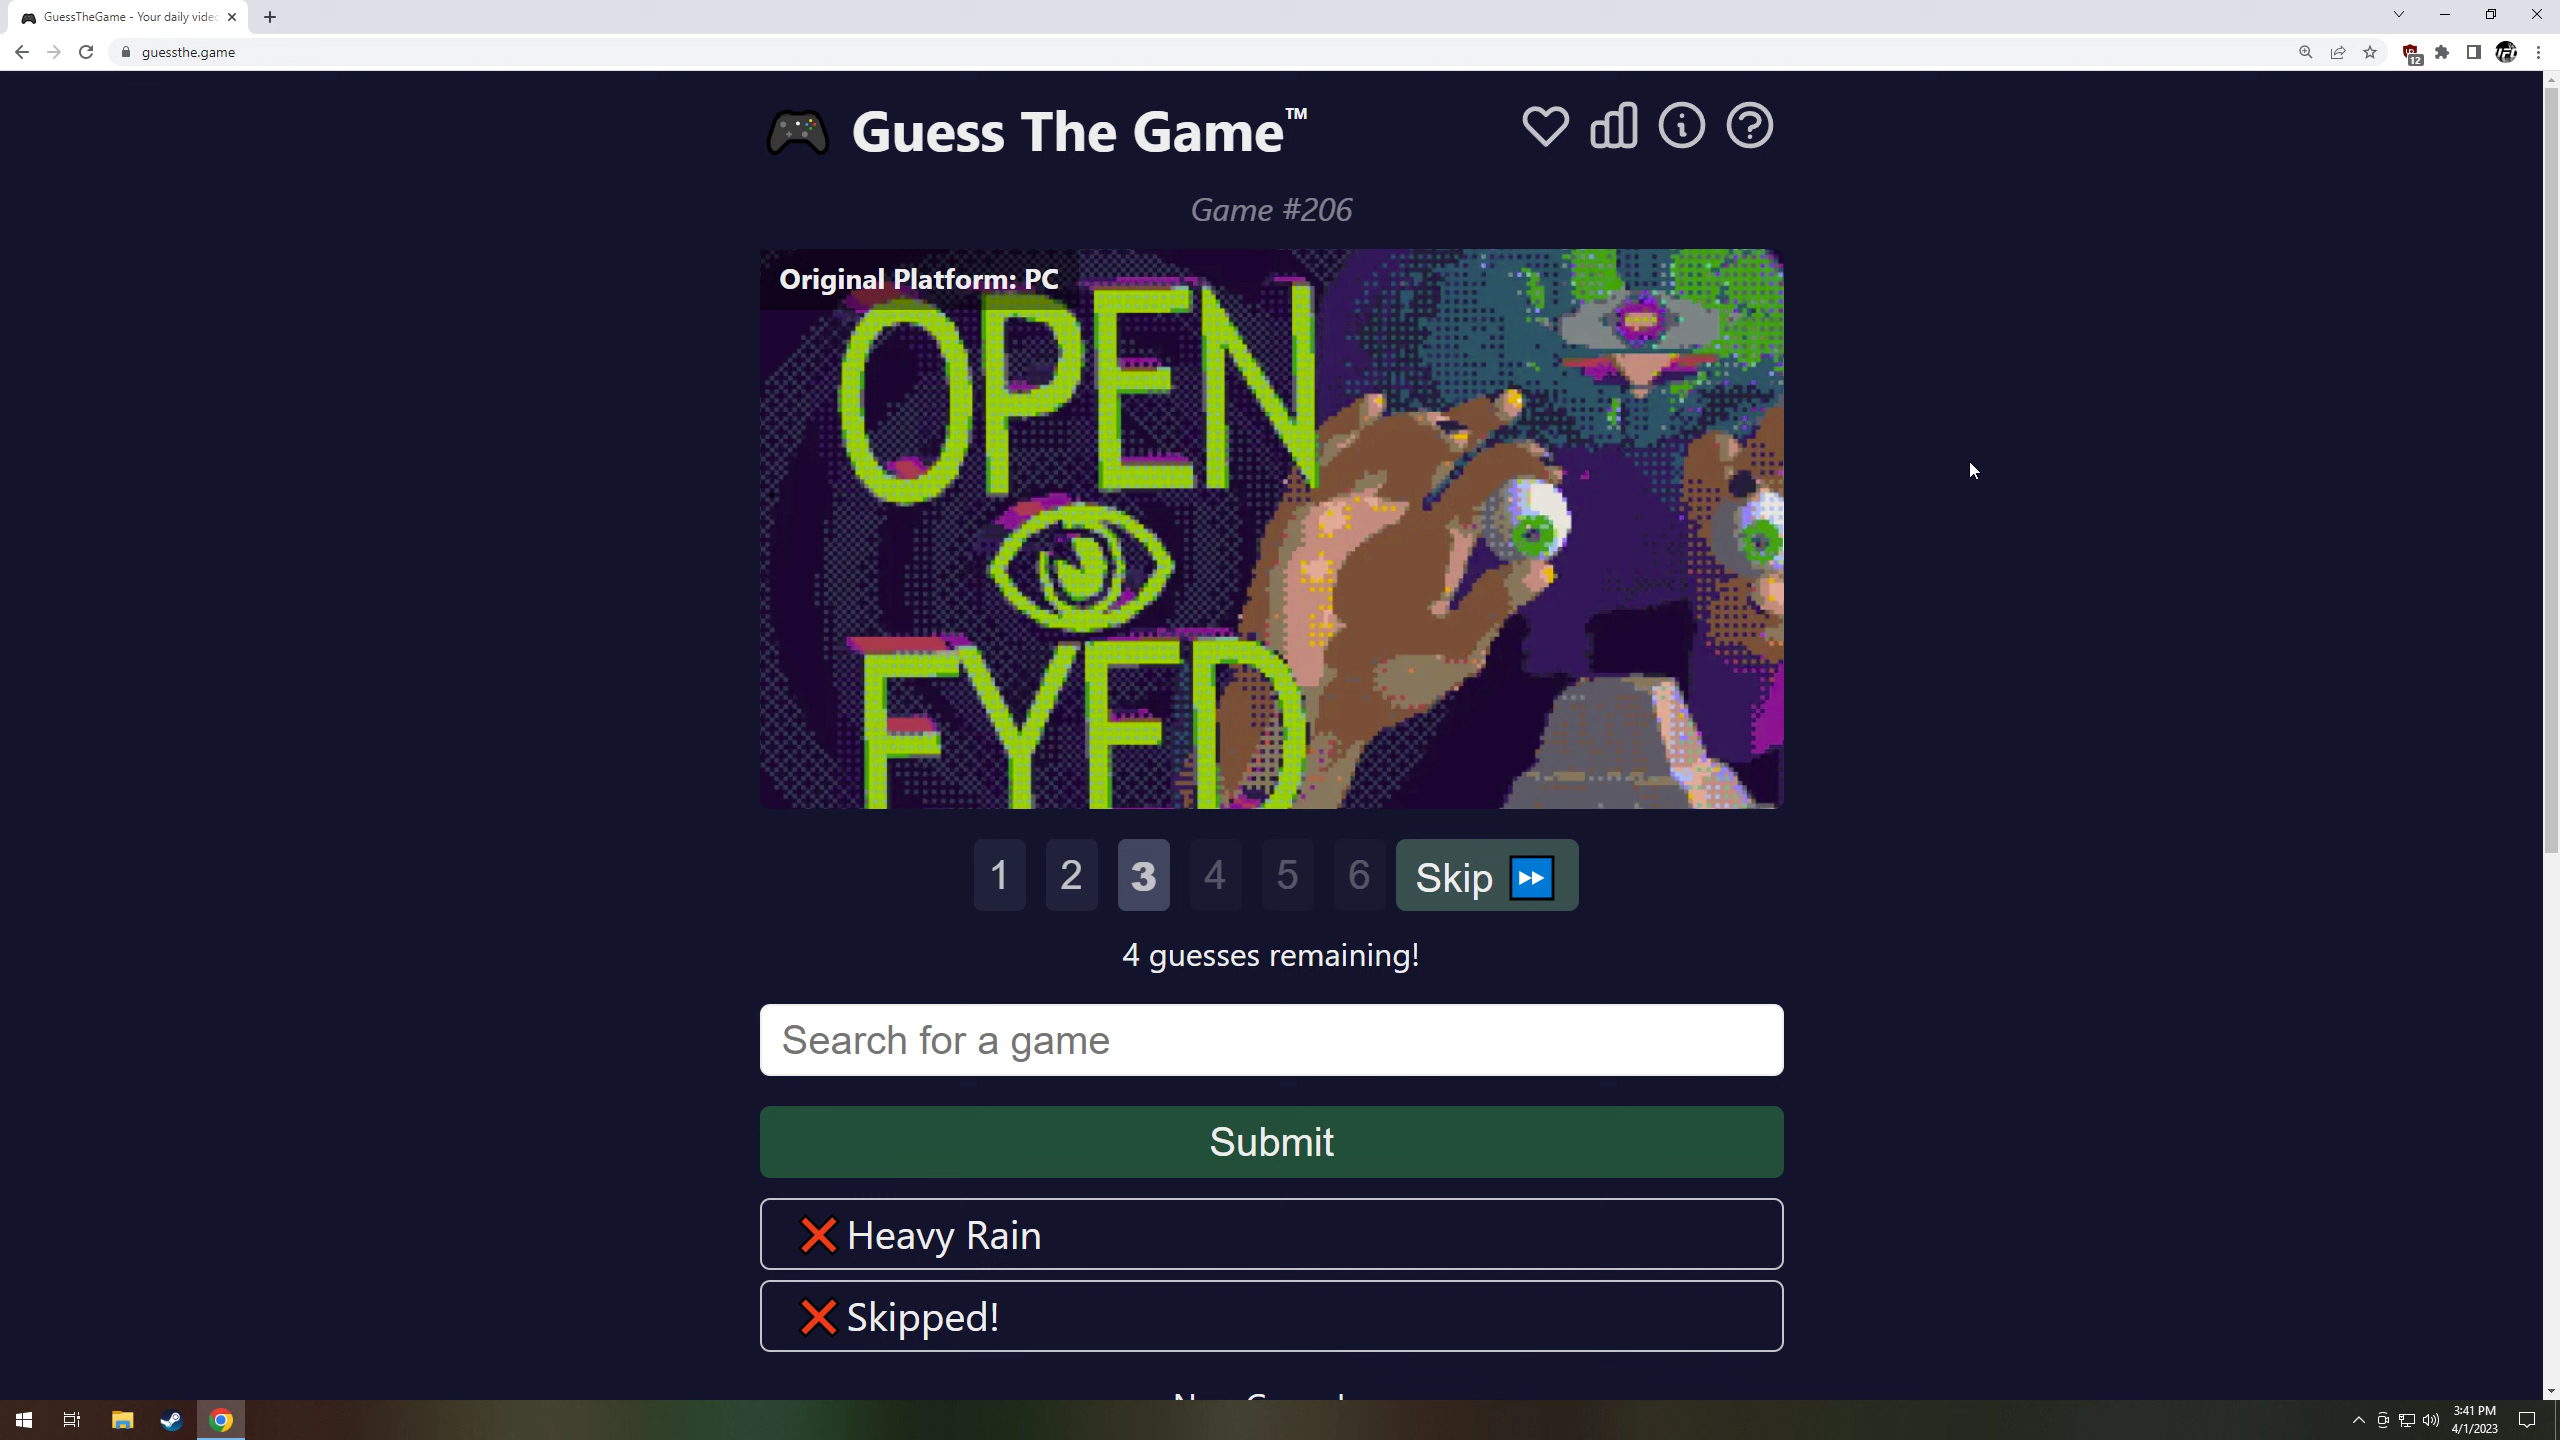 GuessTheGame - Your daily vide
guessthe.game
12
Guess The Game™
Game #206
Original Platform: PC
OPEN
EYED
1 2 3 4 5 6 Skip
4 guesses remaining!
Search for a game
Submit
Heavy Rain
Skipped!
3:41 PM
4/1/2023